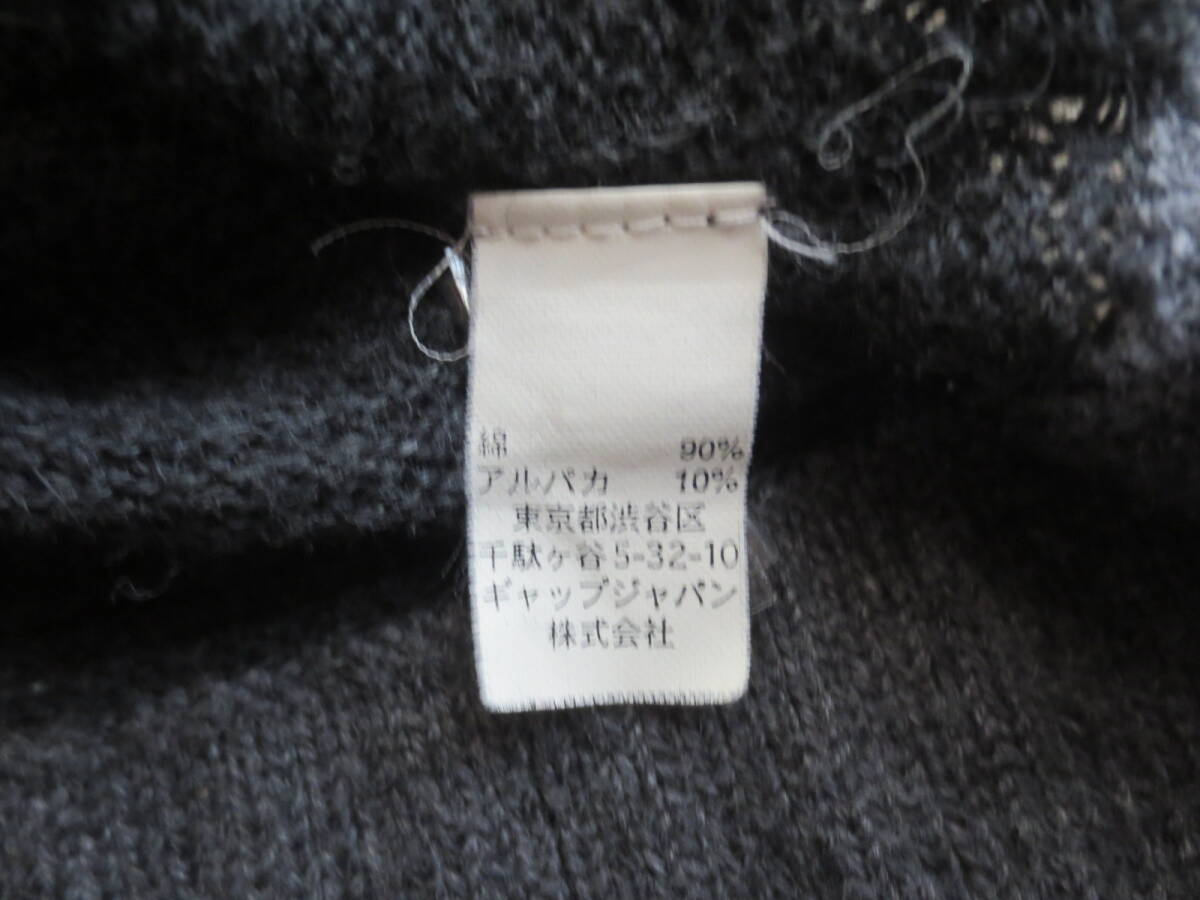 綿 90%
アルパカ 10%
東京都渋谷区
千駄ヶ谷5-32-10
ギャップジャパン
株式会社